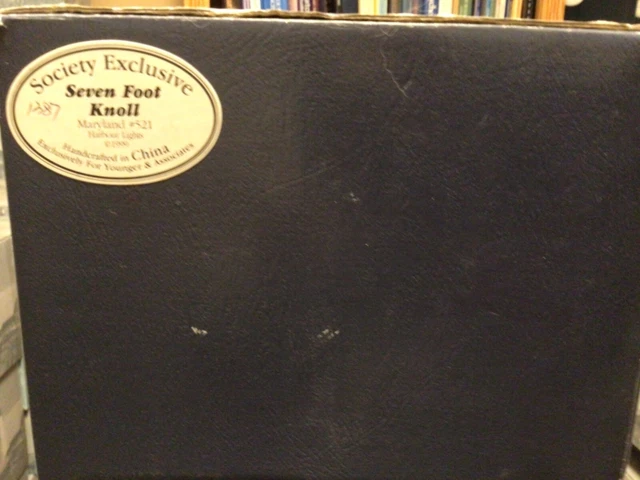 Society Exclusive
Seven Foot
1387
Knoll
Maryland #521
Harbour Lights
©1999
Handcrafted in China
Exclusively For Younger & Associates